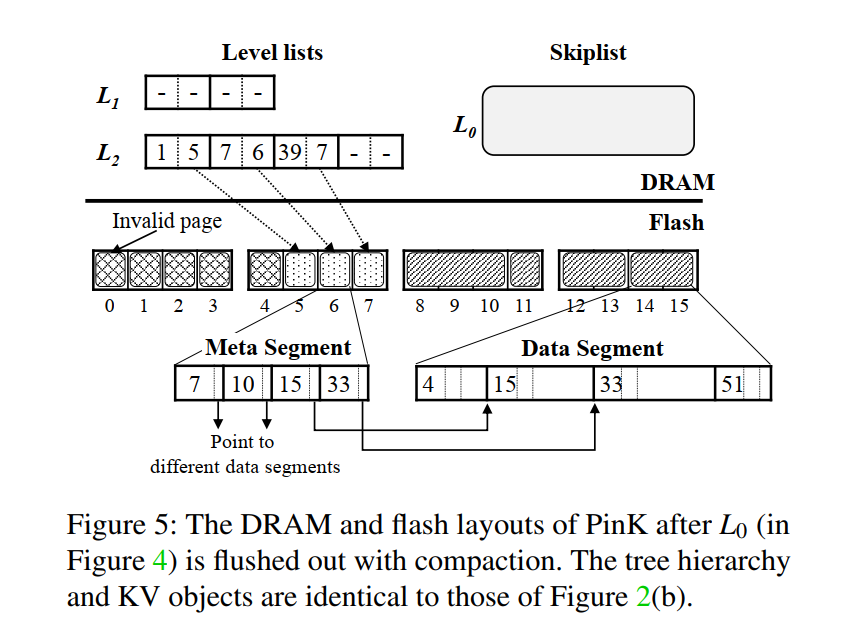 Level lists
Skiplist
L1
- - - -
L0
L2
1 5 7 6 39 7 - -
DRAM
Flash
Invalid page
0 1 2 3 4 5 6 7 8 9 10 11 12 13 14 15
Meta Segment
Data Segment
7 10 15 33
4 15 33 51
Point to
different data segments
Figure 5: The DRAM and flash layouts of PinK after L0 (in
Figure 4) is flushed out with compaction. The tree hierarchy
and KV objects are identical to those of Figure 2(b).